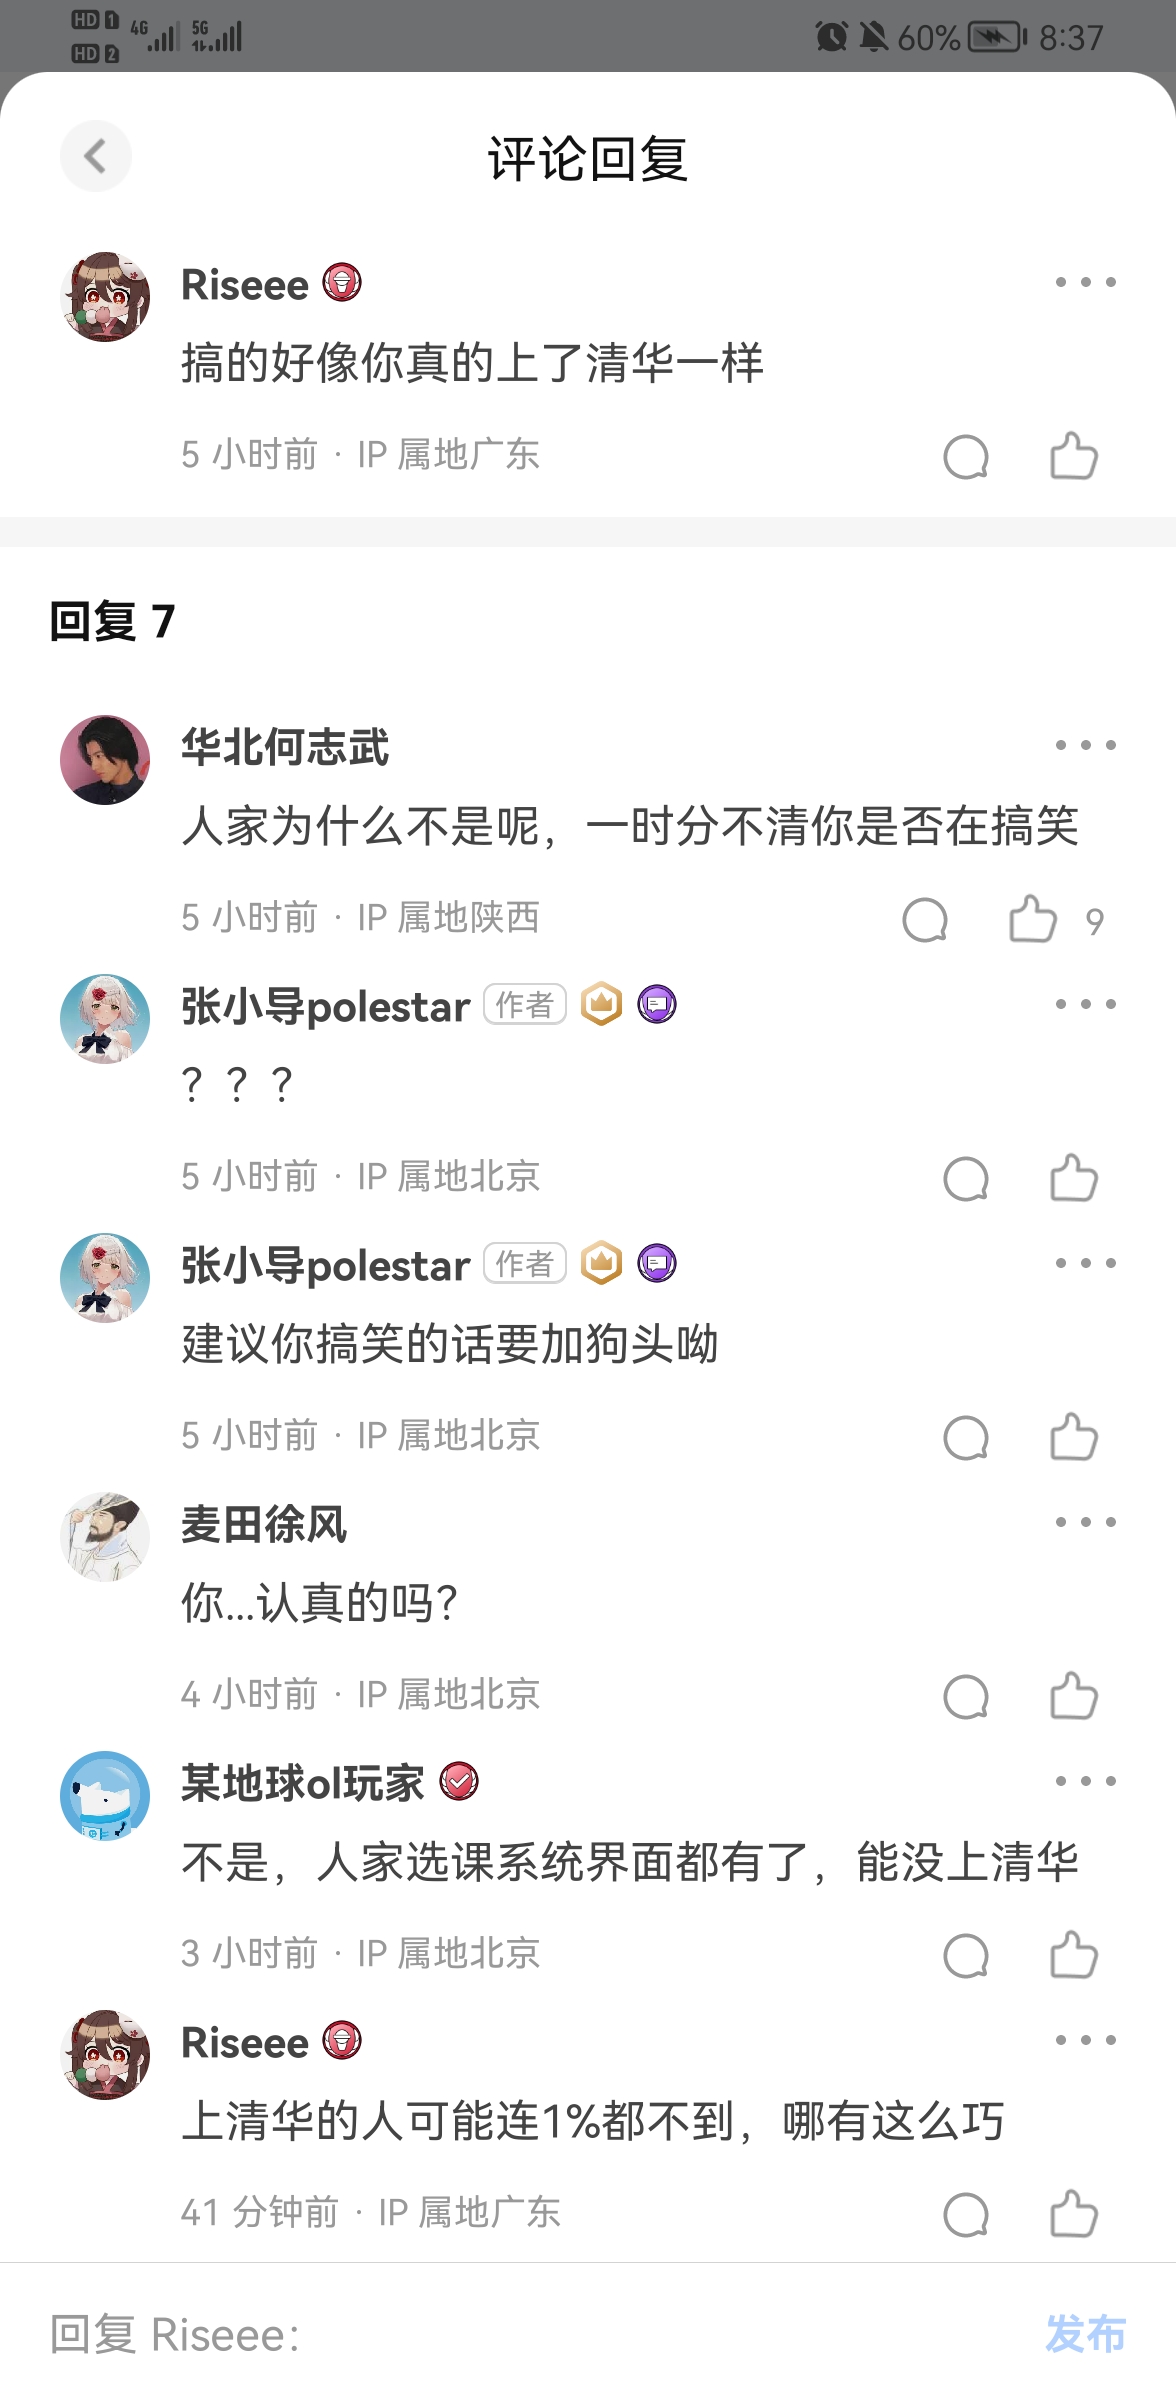 HD 1 4G 5G
HD 2
60% 8:37
评论回复
Riseee
搞的好像你真的上了清华一样
5 小时前 · IP 属地广东
回复 7
华北何志武
人家为什么不是呢，一时分不清你是否在搞笑
5 小时前 · IP 属地陕西
9
张小导polestar 作者
？？？
5 小时前 · IP 属地北京
张小导polestar 作者
建议你搞笑的话要加狗头呦
5 小时前 · IP 属地北京
麦田徐风
你...认真的吗？
4 小时前 · IP 属地北京
某地球ol玩家
不是，人家选课系统界面都有了，能没上清华
3 小时前 · IP 属地北京
Riseee
上清华的人可能连1%都不到，哪有这么巧
41 分钟前 · IP 属地广东
回复 Riseee：
发布